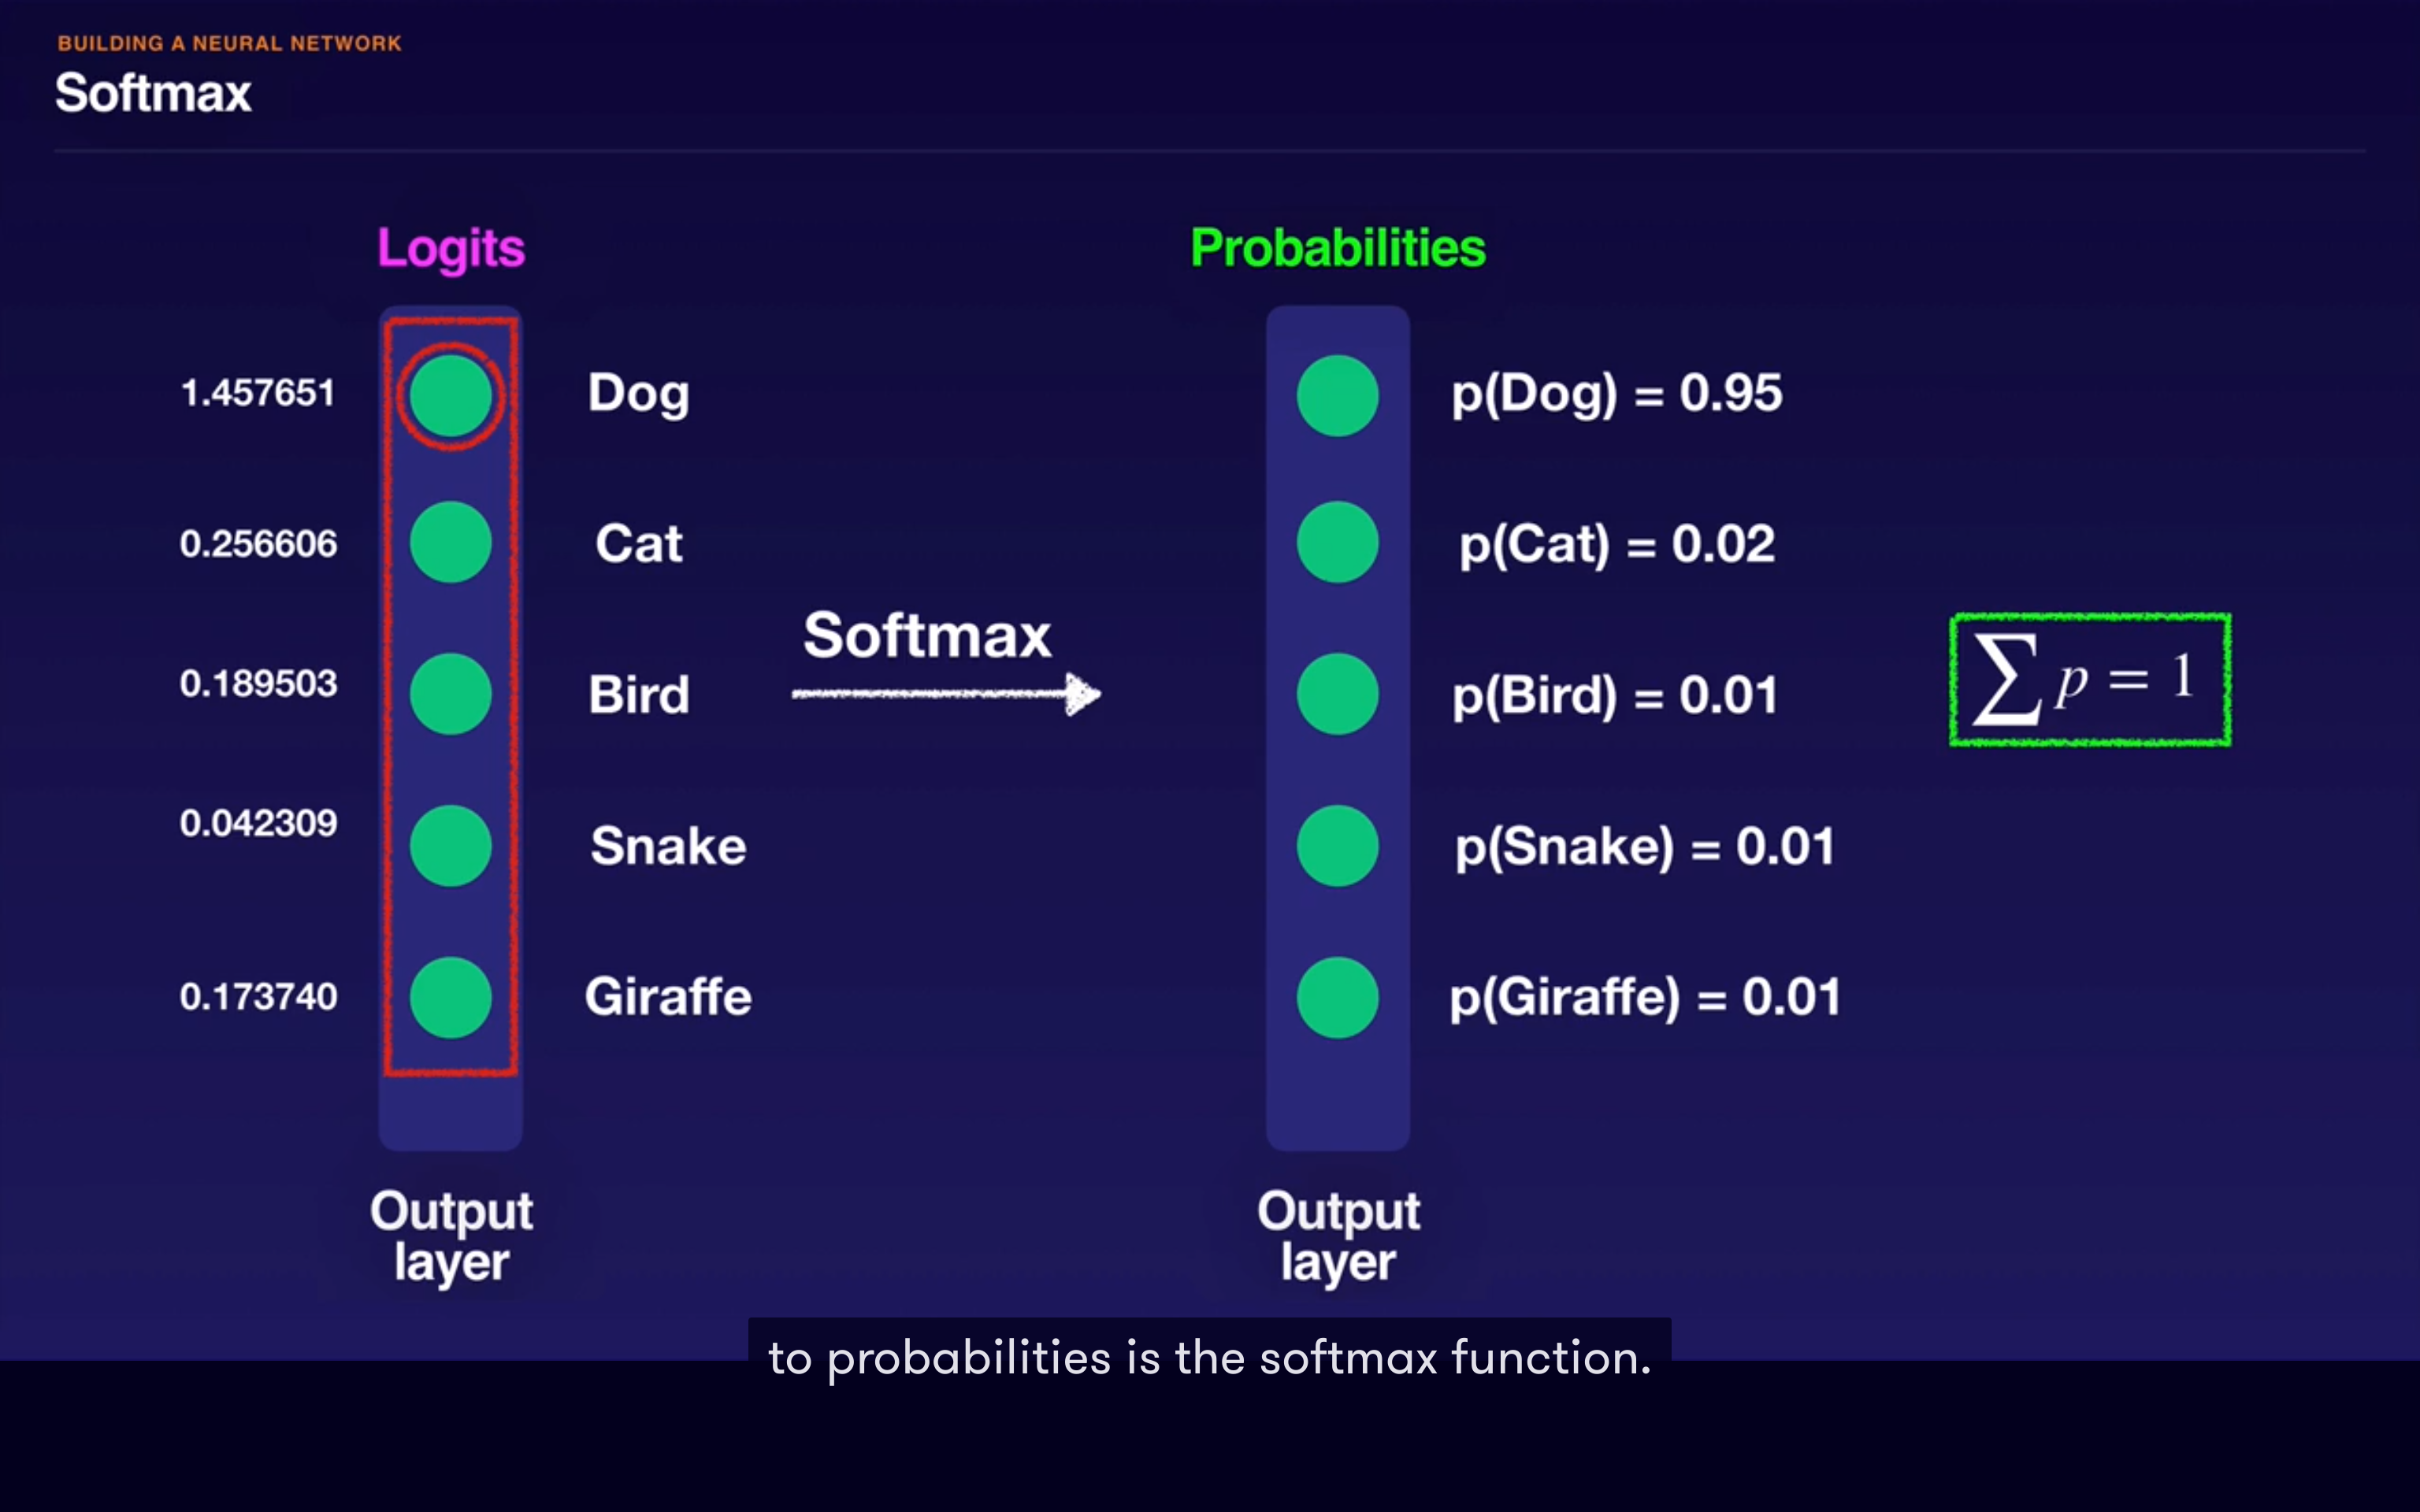 BUILDING A NEURAL NETWORK
Softmax
Logits
Probabilities
1.457651 Dog p(Dog) = 0.95
0.256606 Cat p(Cat) = 0.02
Softmax
0.189503 Bird p(Bird) = 0.01 ∑ p = 1
0.042309 Snake p(Snake) = 0.01
0.173740 Giraffe p(Giraffe) = 0.01
Output
layer
Output
layer
to probabilities is the softmax function.